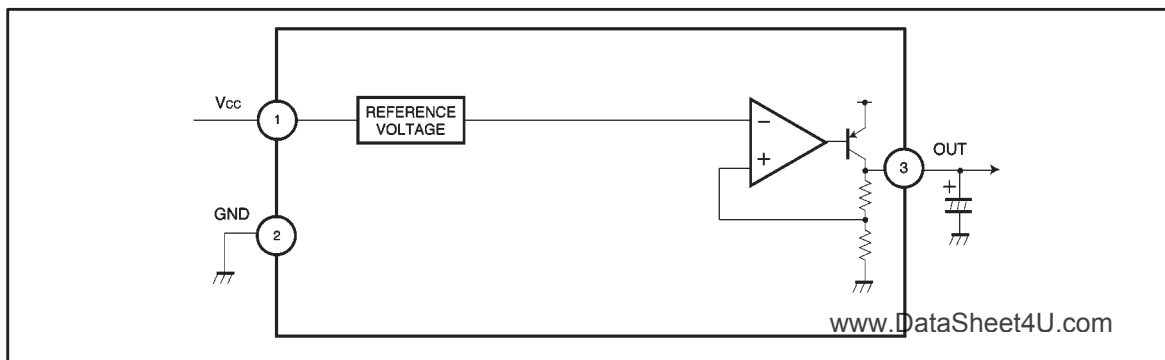 Vcc
1
REFERENCE
VOLTAGE
−
+
3
OUT
+
GND
2
www.DataSheet4U.com